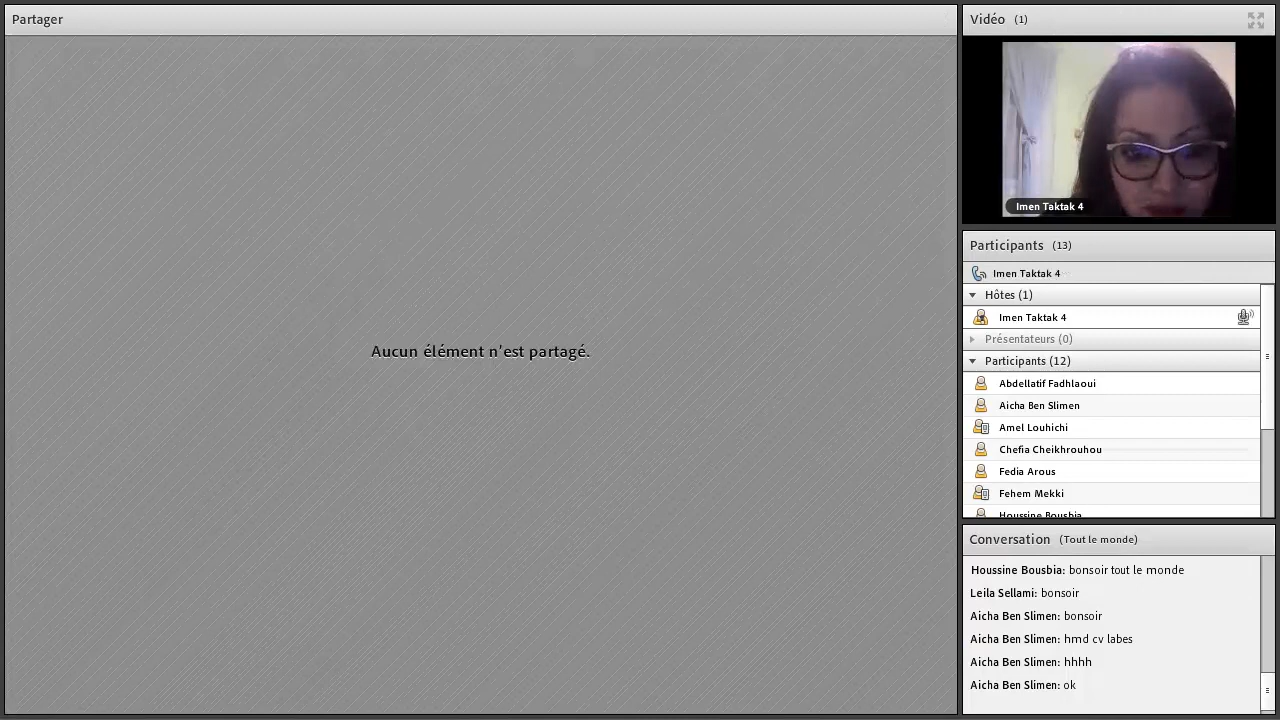 Partager
Aucun élément n'est partagé.
Vidéo (1)
Imen Taktak 4
Participants (13)
Imen Taktak 4
Hôtes (1)
Imen Taktak 4
Présentateurs (0)
Participants (12)
Abdellatif Fadhlaoui
Aicha Ben Slimen
Amel Louhichi
Chefia Cheikhrouhou
Fedia Arous
Fehem Mekki
Houssine Bousbia
Conversation (Tout le monde)
Houssine Bousbia: bonsoir tout le monde
Leila Sellami: bonsoir
Aicha Ben Slimen: bonsoir
Aicha Ben Slimen: hmd cv labes
Aicha Ben Slimen: hhhh
Aicha Ben Slimen: ok